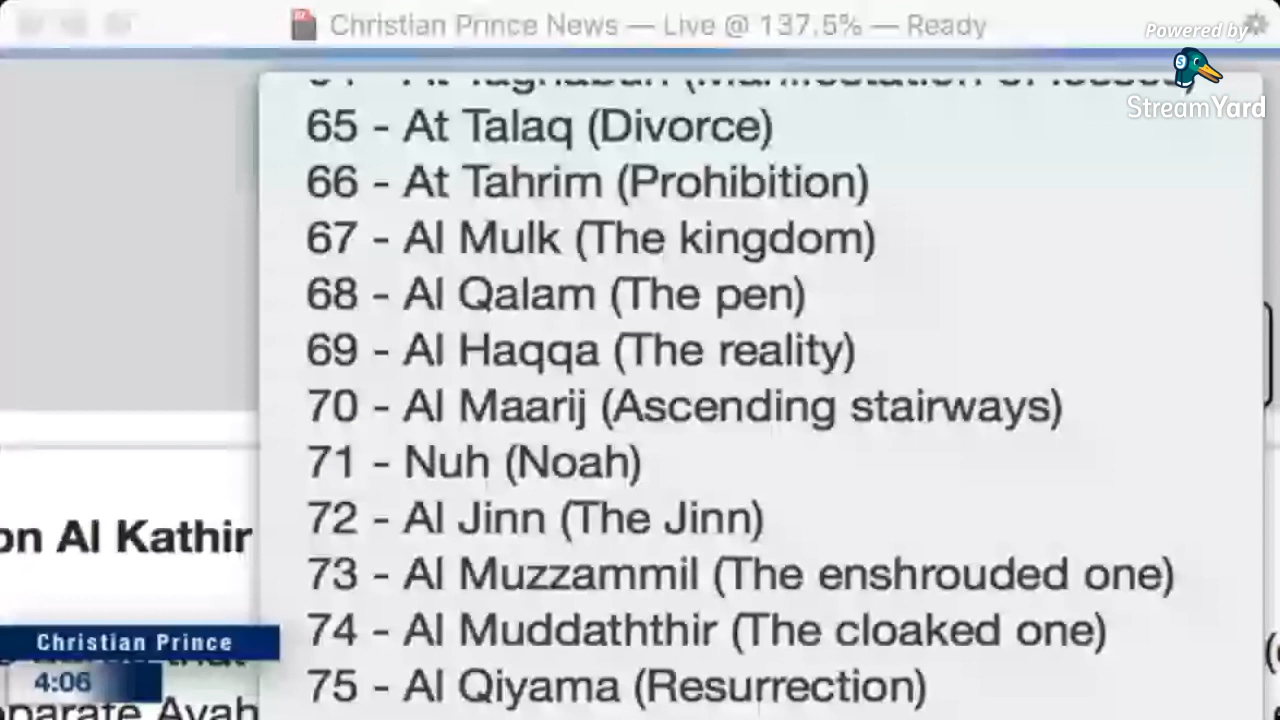 Christian Prince News — Live @ 137.5% — Ready
Powered by
StreamYard
65 - At Talaq (Divorce)
66 - At Tahrim (Prohibition)
67 - Al Mulk (The kingdom)
68 - Al Qalam (The pen)
69 - Al Haqqa (The reality)
70 - Al Maarij (Ascending stairways)
71 - Nuh (Noah)
72 - Al Jinn (The Jinn)
73 - Al Muzzammil (The enshrouded one)
74 - Al Muddaththir (The cloaked one)
75 - Al Qiyama (Resurrection)
on Al Kathir
Christian Prince
that
4:06
Ayah